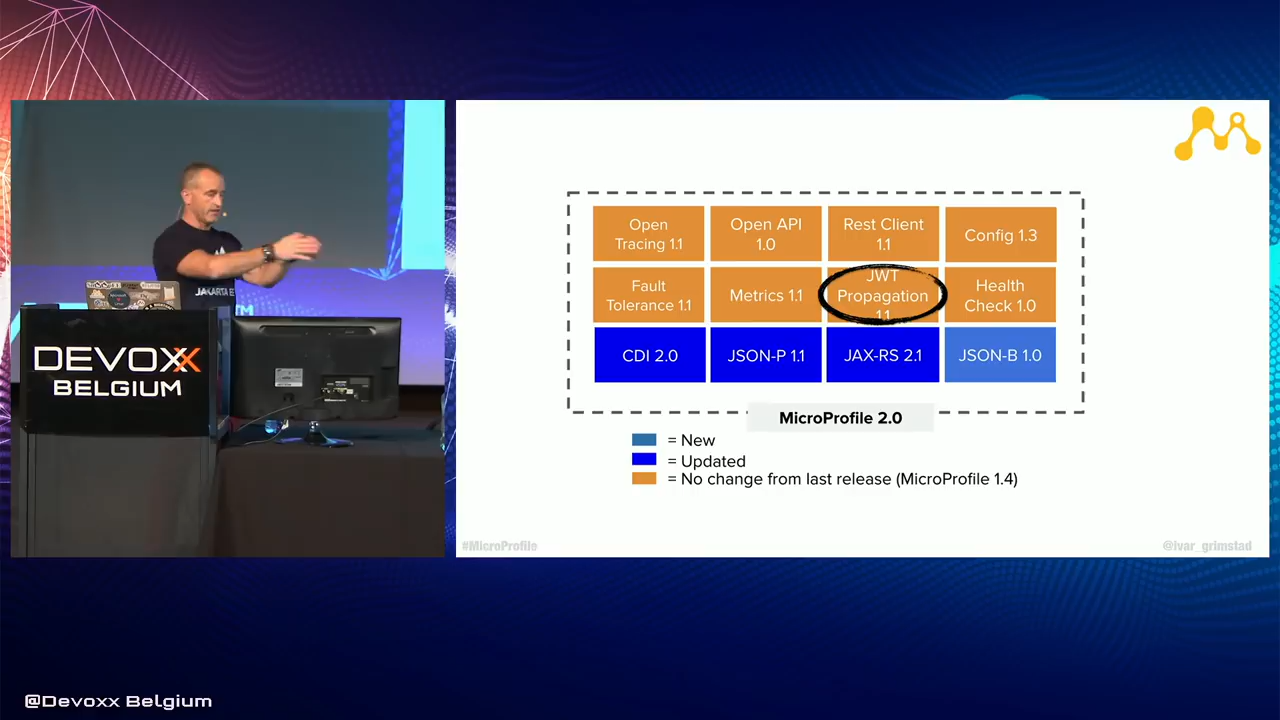 Open
Tracing 1.1
Open API
1.0
Rest Client
1.1
Config 1.3
Fault
Tolerance 1.1
Metrics 1.1
JWT
Propagation
1.1
Health
Check 1.0
CDI 2.0
JSON-P 1.1
JAX-RS 2.1
JSON-B 1.0
MicroProfile 2.0
= New
= Updated
= No change from last release (MicroProfile 1.4)
#MicroProfile
@ivar_grimstad
JAKARTA EE
DEVOXX
BELGIUM
@Devoxx Belgium